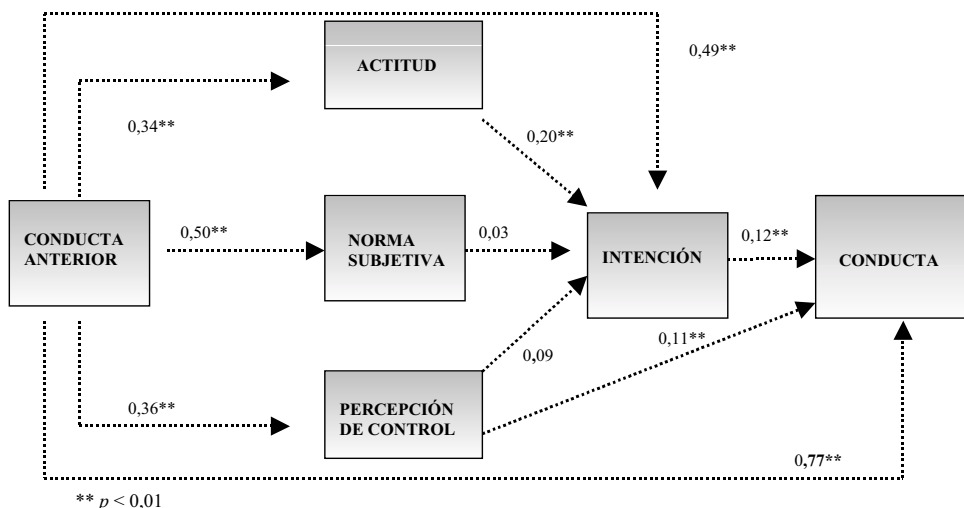 0,49**
ACTITUD
0,34**
0,20**
CONDUCTA
ANTERIOR
0,50**
NORMA
SUBJETIVA
0,03
INTENCIÓN
0,12**
CONDUCTA
0,09
0,11**
0,36**
PERCEPCIÓN
DE CONTROL
0,77**
** p < 0,01